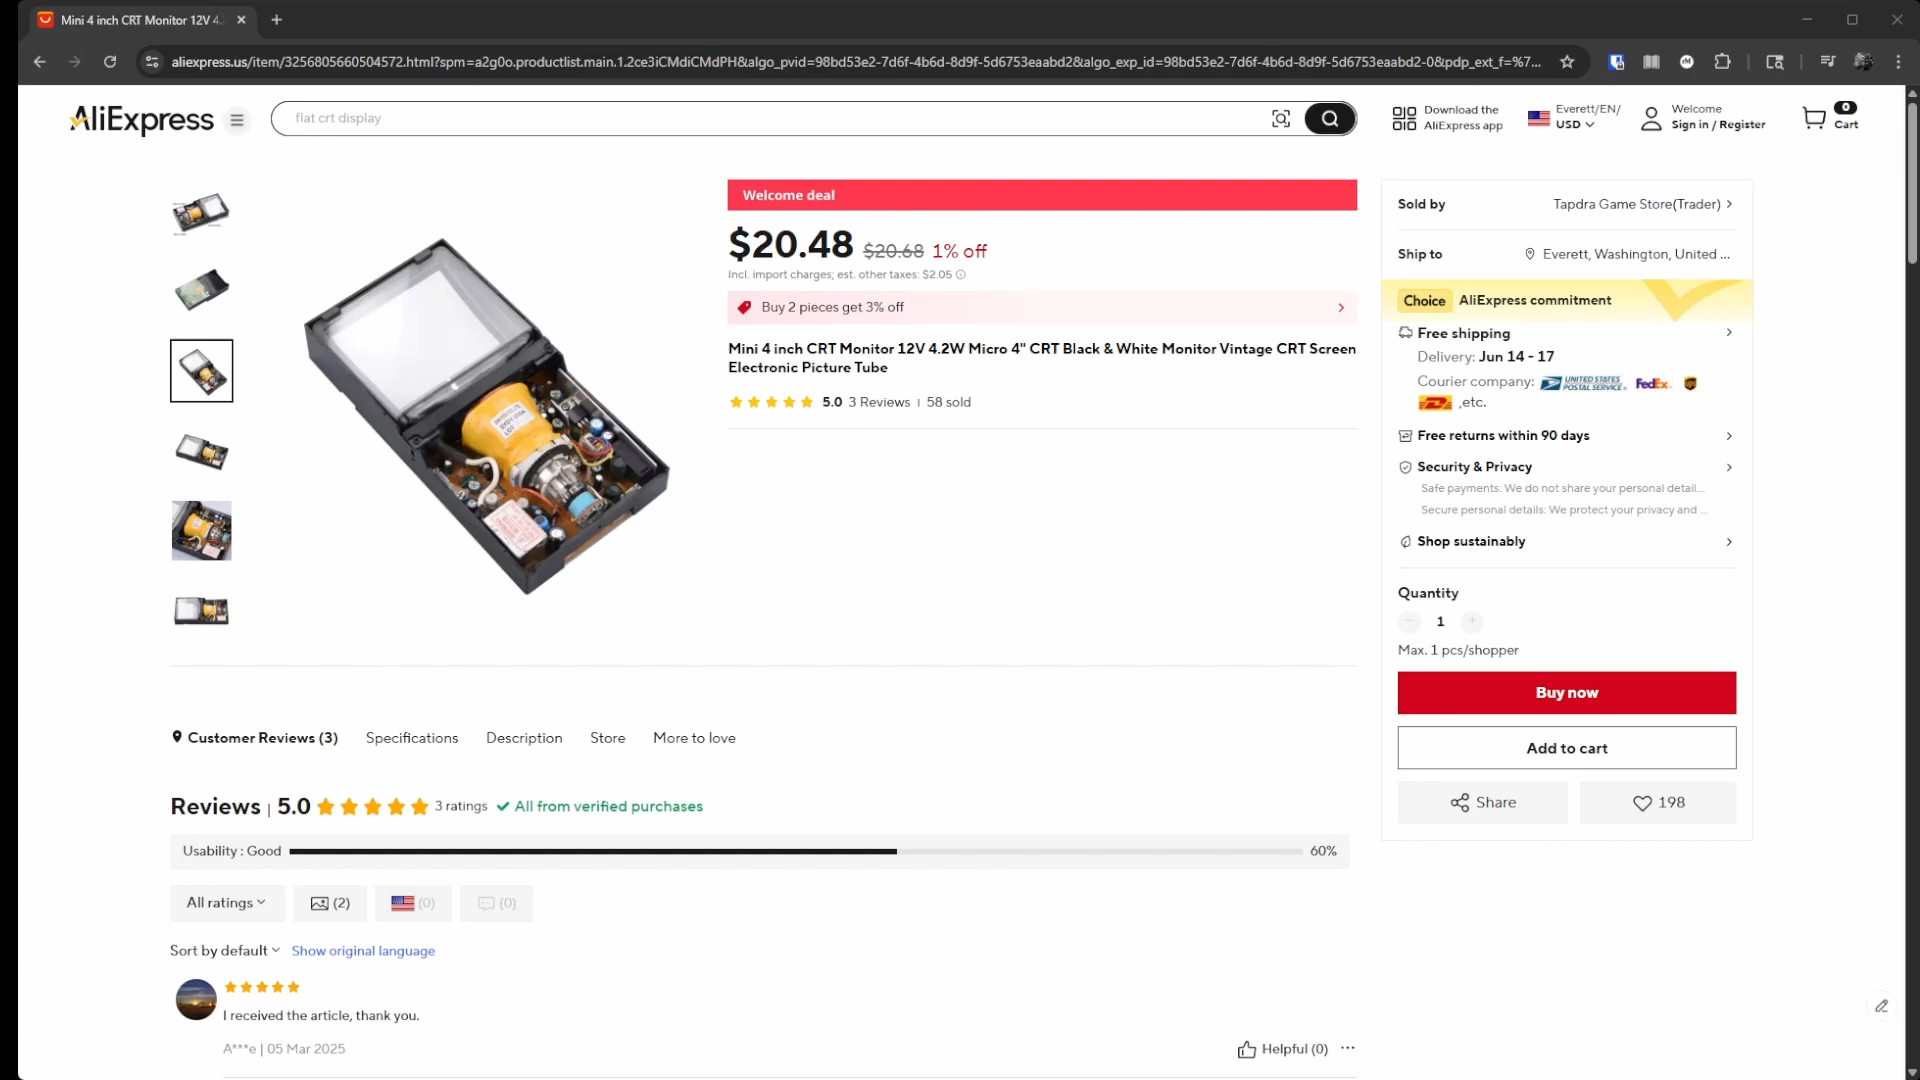 Mini 4 inch CRT Monitor 12V 4.
aliexpress.us/item/3256805660504572.html?spm=a2g0o.productlist.main.1.2ce3iCMdiCMdPH&algo_pvid=98bd53e2-7d6f-4b6d-8d9f-5d6753eaabd2&algo_exp_id=98bd53e2-7d6f-4b6d-8d9f-5d6753eaabd2-0&pdp_ext_f=%7...
AliExpress
flat crt display
Download the
AliExpress app
Everett/EN/
USD
Welcome
Sign in / Register
0
Cart
Welcome deal
$20.48 $20.68 1% off
Incl. import charges; est. other taxes: $2.05
Buy 2 pieces get 3% off
Mini 4 inch CRT Monitor 12V 4.2W Micro 4" CRT Black & White Monitor Vintage CRT Screen
Electronic Picture Tube
5.0 3 Reviews | 58 sold
Sold by Tapdra Game Store(Trader)
Ship to Everett, Washington, United ...
Choice AliExpress commitment
Free shipping
Delivery: Jun 14 - 17
Courier company: UNITED STATES POSTAL SERVICE FedEx ups
DHL ,etc.
Free returns within 90 days
Security & Privacy
Safe payments: We do not share your personal detail...
Secure personal details: We protect your privacy and ...
Shop sustainably
Quantity
1
Max. 1 pcs/shopper
Buy now
Add to cart
Share 198
Customer Reviews (3) Specifications Description Store More to love
Reviews | 5.0 3 ratings All from verified purchases
Usability : Good 60%
All ratings (2) (0) (0)
Sort by default Show original language
I received the article, thank you.
A***e | 05 Mar 2025
Helpful (0) ...